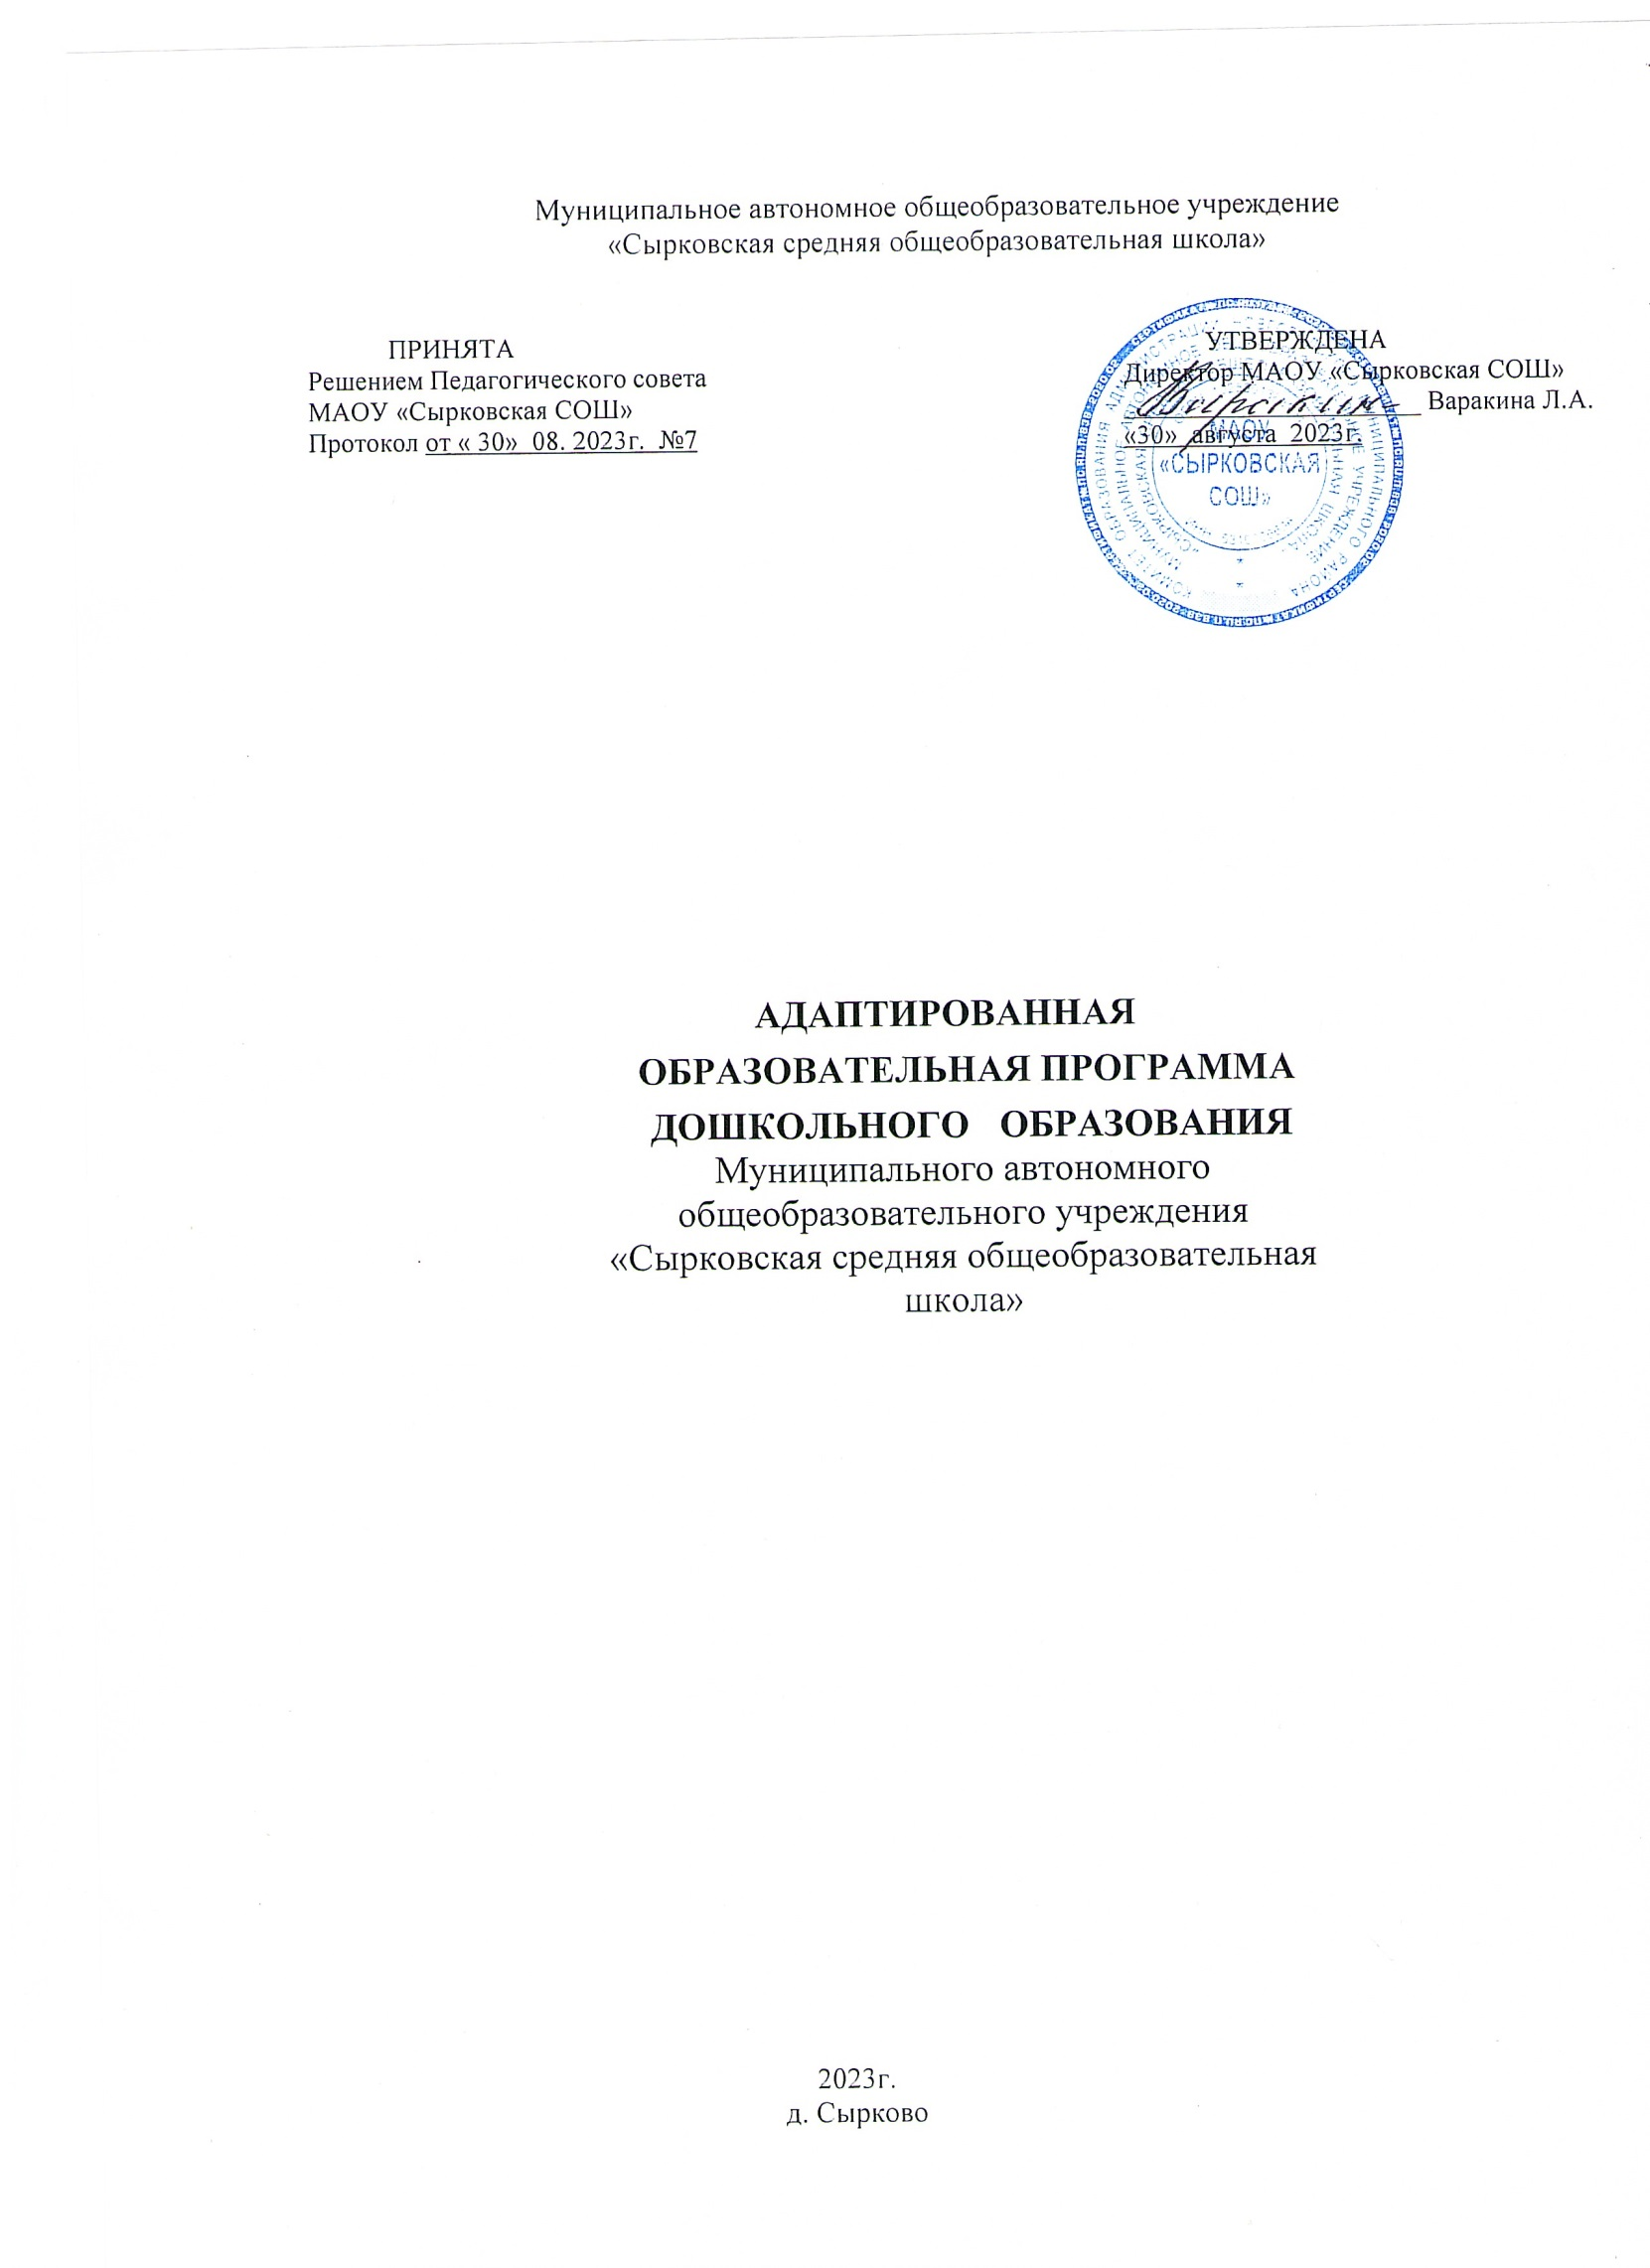 Муниципальное автономное общеобразовательное учреждение
«Сырковская средняя общеобразовательная школа»
ПРИНЯТА
Решением Педагогического совета
МАОУ «Сырковская СОШ»
Протокол от « 30» 08. 2023г. №7
УТВЕРЖДЕНА
Директор МАОУ «Сырковская СОШ»
Варакина Л.А.
«30» августа 2023г.
МАОУ
«СЫРКОВСКАЯ
СОШ»
АДАПТИРОВАННАЯ
ОБРАЗОВАТЕЛЬНАЯ ПРОГРАММА
ДОШКОЛЬНОГО ОБРАЗОВАНИЯ
Муниципального автономного
общеобразовательного учреждения
«Сырковская средняя общеобразовательная
школа»
2023г.
д. Сырково